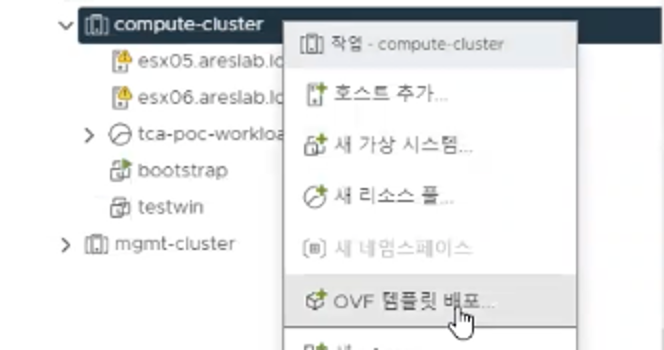 compute-cluster
작업 - compute-cluster
esx05.areslab.lo
esx06.areslab.lo
호스트 추가...
tca-poc-workloa
새 가상 시스템...
bootstrap
새 리소스 풀...
testwin
mgmt-cluster
새 네임스페이스
OVF 템플릿 배포...
새